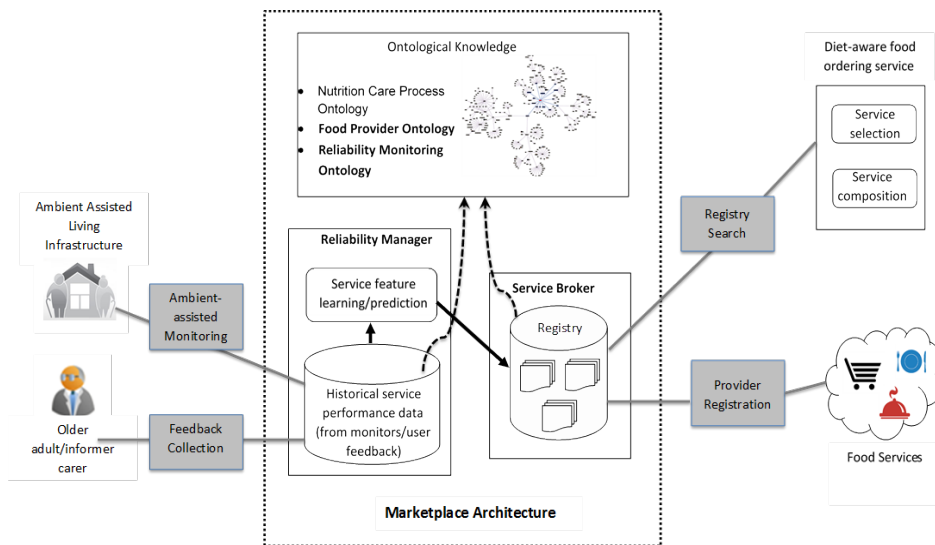 Ontological Knowledge
Nutrition Care Process
Ontology
Food Provider Ontology
Reliability Monitoring
Ontology
Diet-aware food
ordering service
Service
selection
Service
composition
Ambient Assisted
Living
Infrastructure
Ambient-
assisted
Monitoring
Older
adult/informer
carer
Feedback
Collection
Reliability Manager
Service feature
learning/prediction
Historical service
performance data
(from monitors/user
feedback)
Service Broker
Registry
Registry
Search
Provider
Registration
Food Services
Marketplace Architecture